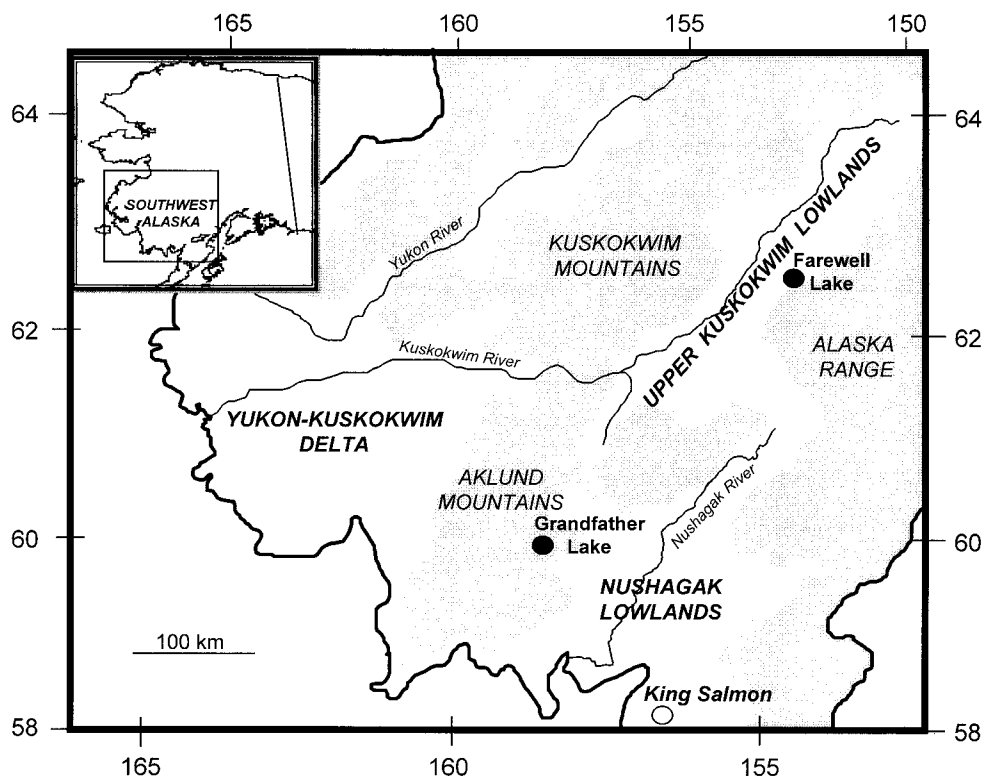 165 160 155 150
64 64
SOUTHWEST
ALASKA
Yukon River
KUSKOKWIM
MOUNTAINS
UPPER KUSKOKWIM LOWLANDS
Farewell
Lake
62 62
Kuskokwim River
ALASKA
RANGE
YUKON-KUSKOKWIM
DELTA
AKLUND
MOUNTAINS
Nushagak River
Grandfather
Lake
60 60
NUSHAGAK
LOWLANDS
100 km
King Salmon
58 58
165 160 155